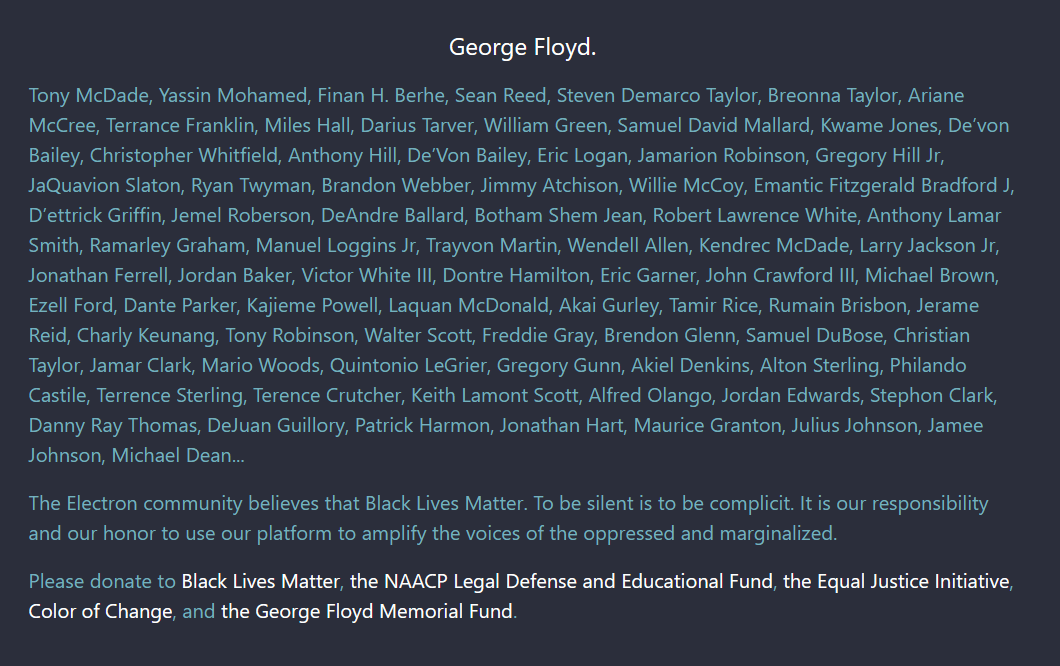 George Floyd.
Tony McDade, Yassin Mohamed, Finan H. Berhe, Sean Reed, Steven Demarco Taylor, Breonna Taylor, Ariane
McCree, Terrance Franklin, Miles Hall, Darius Tarver, William Green, Samuel David Mallard, Kwame Jones, De’von
Bailey, Christopher Whitfield, Anthony Hill, De’Von Bailey, Eric Logan, Jamarion Robinson, Gregory Hill Jr,
JaQuavion Slaton, Ryan Twyman, Brandon Webber, Jimmy Atchison, Willie McCoy, Emantic Fitzgerald Bradford J,
D’ettrick Griffin, Jemel Roberson, DeAndre Ballard, Botham Shem Jean, Robert Lawrence White, Anthony Lamar
Smith, Ramarley Graham, Manuel Loggins Jr, Trayvon Martin, Wendell Allen, Kendrec McDade, Larry Jackson Jr,
Jonathan Ferrell, Jordan Baker, Victor White III, Dontre Hamilton, Eric Garner, John Crawford III, Michael Brown,
Ezell Ford, Dante Parker, Kajieme Powell, Laquan McDonald, Akai Gurley, Tamir Rice, Rumain Brisbon, Jerame
Reid, Charly Keunang, Tony Robinson, Walter Scott, Freddie Gray, Brendon Glenn, Samuel DuBose, Christian
Taylor, Jamar Clark, Mario Woods, Quintonio LeGrier, Gregory Gunn, Akiel Denkins, Alton Sterling, Philando
Castile, Terrence Sterling, Terence Crutcher, Keith Lamont Scott, Alfred Olango, Jordan Edwards, Stephon Clark,
Danny Ray Thomas, DeJuan Guillory, Patrick Harmon, Jonathan Hart, Maurice Granton, Julius Johnson, Jamee
Johnson, Michael Dean...
The Electron community believes that Black Lives Matter. To be silent is to be complicit. It is our responsibility
and our honor to use our platform to amplify the voices of the oppressed and marginalized.
Please donate to Black Lives Matter, the NAACP Legal Defense and Educational Fund, the Equal Justice Initiative,
Color of Change, and the George Floyd Memorial Fund.